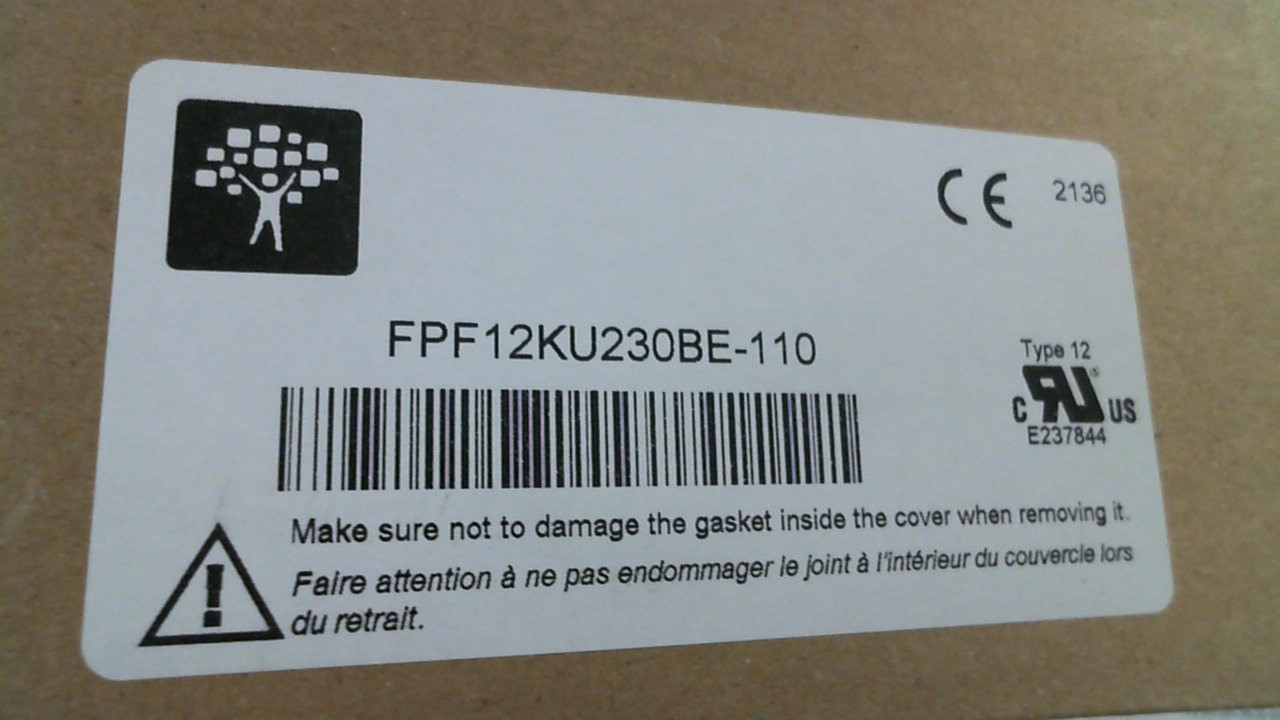 CE 2136
FPF12KU230BE-110
Type 12
C RU® US
E237844
Make sure not to damage the gasket inside the cover when removing it.
Faire attention à ne pas endommager le joint à l'intérieur du couvercle lors
du retrait.